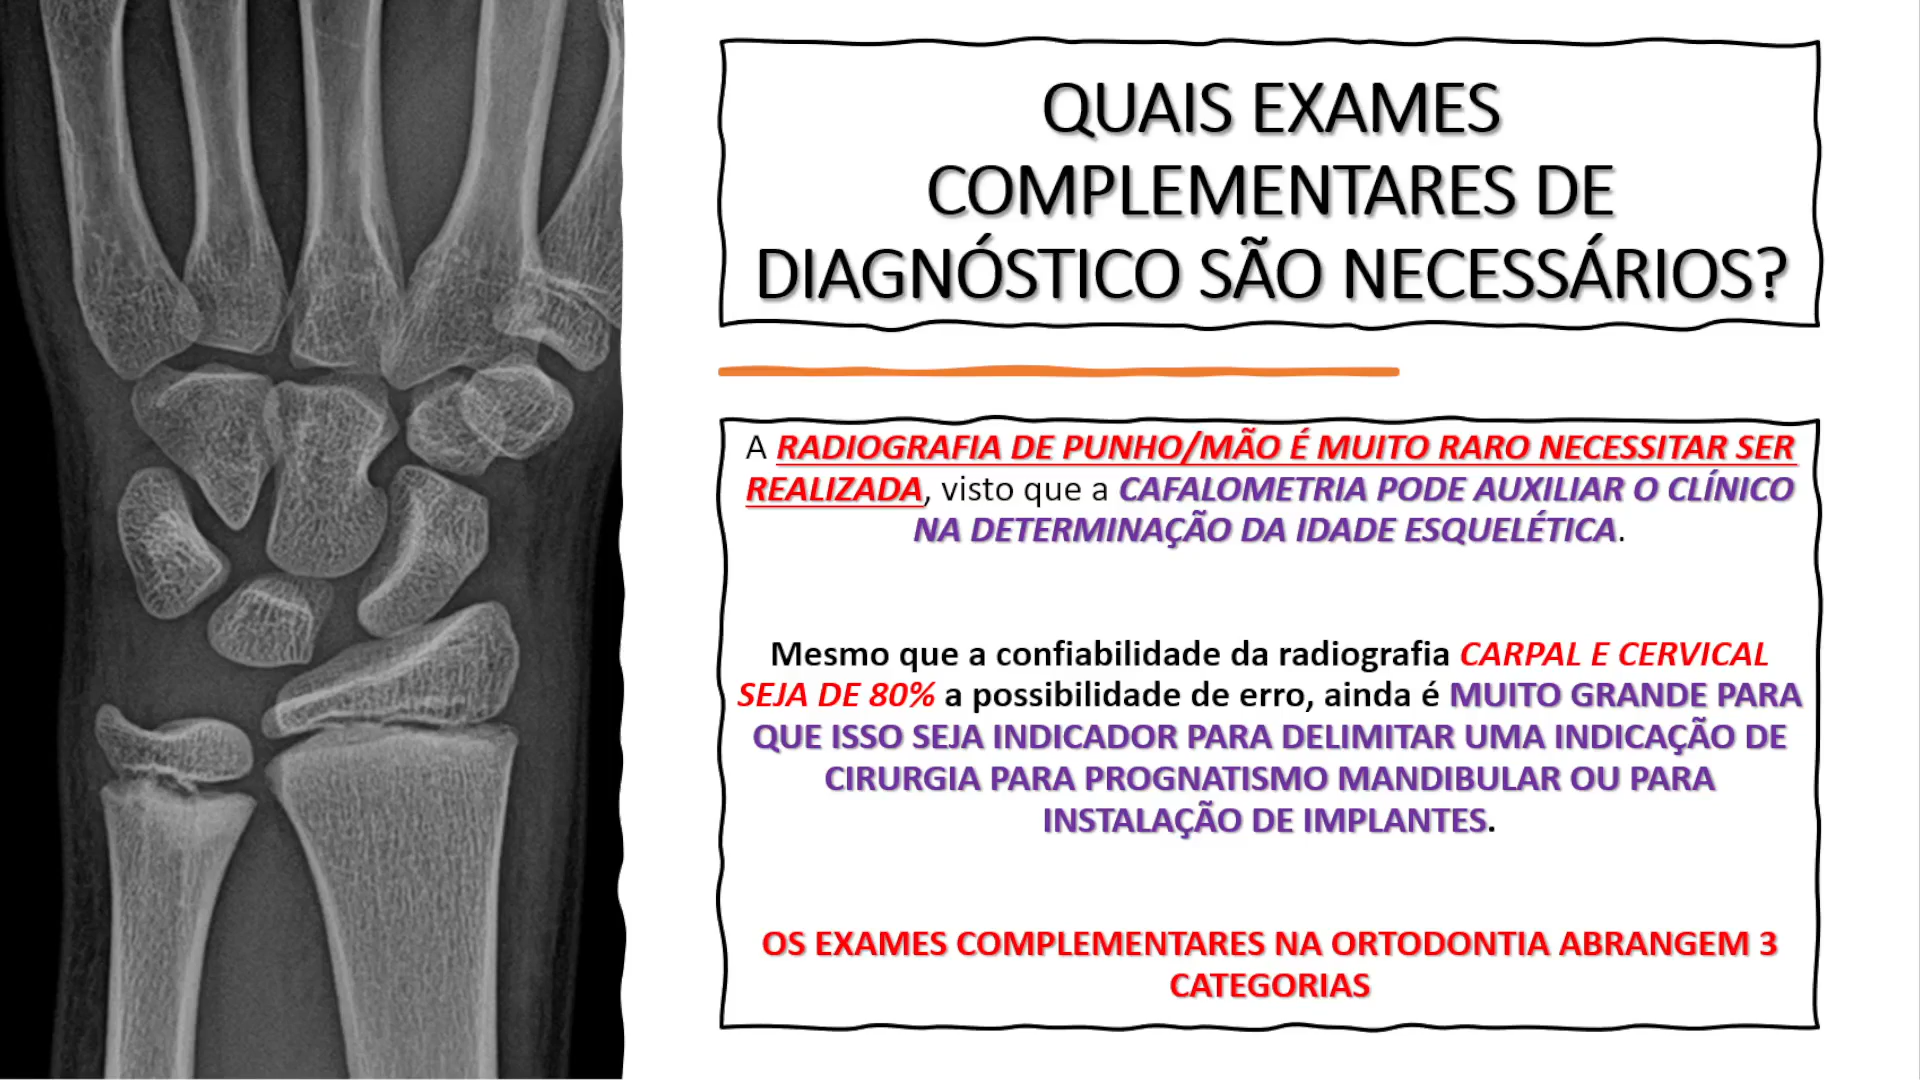 QUAIS EXAMES
COMPLEMENTARES DE
DIAGNÓSTICO SÃO NECESSÁRIOS?
A RADIOGRAFIA DE PUNHO/MÃO É MUITO RARO NECESSITAR SER
REALIZADA, visto que a CAFALOMETRIA PODE AUXILIAR O CLÍNICO
NA DETERMINAÇÃO DA IDADE ESQUELÉTICA.
Mesmo que a confiabilidade da radiografia CARPAL E CERVICAL
SEJA DE 80% a possibilidade de erro, ainda é MUITO GRANDE PARA
QUE ISSO SEJA INDICADOR PARA DELIMITAR UMA INDICAÇÃO DE
CIRURGIA PARA PROGNATISMO MANDIBULAR OU PARA
INSTALAÇÃO DE IMPLANTES.
OS EXAMES COMPLEMENTARES NA ORTODONTIA ABRANGEM 3
CATEGORIAS